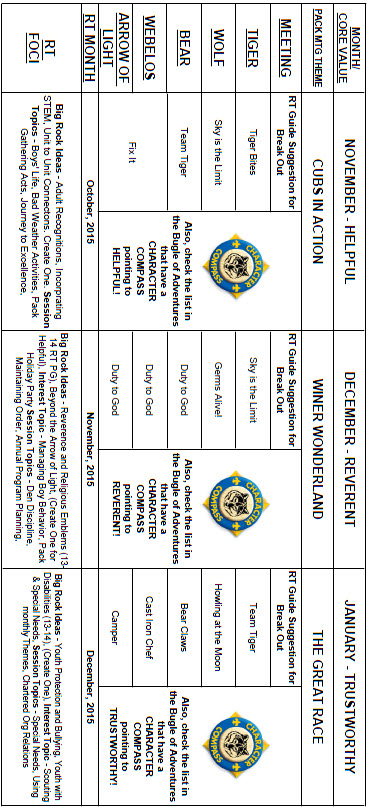 MONTH/
CORE VALUE
NOVEMBER - HELPFUL
DECEMBER - REVERENT
JANUARY - TRUSTWORTHY
PACK MTG THEME
CUBS IN ACTION
WINER WONDERLAND
THE GREAT RACE
MEETING
RT Guide Suggestion for
Break Out
RT Guide Suggestion for
Break Out
RT Guide Suggestion for
Break Out
TIGER
Tiger Bites
Sky is the Limit
Team Tiger
WOLF
Sky is the Limit
Germs Alive!
Howling at the Moon
BEAR
Team Tiger
Duty to God
Bear Claws
WEBELOS
Duty to God
Cast Iron Chef
ARROW OF
LIGHT
Fix It
Duty to God
Camper
CHARACTER
COMPASS
Also, check the list in
the Bugle of Adventures
that have a
CHARACTER
COMPASS
pointing to
HELPFUL!
CHARACTER
COMPASS
Also, check the list in
the Bugle of Adventures
that have a
CHARACTER
COMPASS
pointing to
REVERENT!
CHARACTER
COMPASS
Also, check the list in
the Bugle of Adventures
that have a
CHARACTER
COMPASS
pointing to
TRUSTWORTHY!
RT MONTH
October, 2015
November, 2015
December, 2015
RT
FOCI
Big Rock Ideas - Adult Recognitions, Incorprating
STEM, Unit to Unit Connections, Create One, Session
Topics - Boys' Life, Bad Weather Activities, Pack
Gathering Acts, Journey to Excellence,
Big Rock Ideas - Reverence and Religious Emblems (13-
14 RT PG), Beyond the Arrow of Light, (Create One for
Helpful) Interest Topic - Managing Boy Behavior, Pack
Holiday Party Session Topics - Den Discipline,
Maintaining Order, Annual Program Planning,
Big Rock Ideas - Youth Protection and Bullying, Youth with
Disabilities (13-14), (Create One), Interest Topic - Scouting
& Special Needs, Session Topics - Special Needs, Using
monthly Themes, Chartered Org Relations